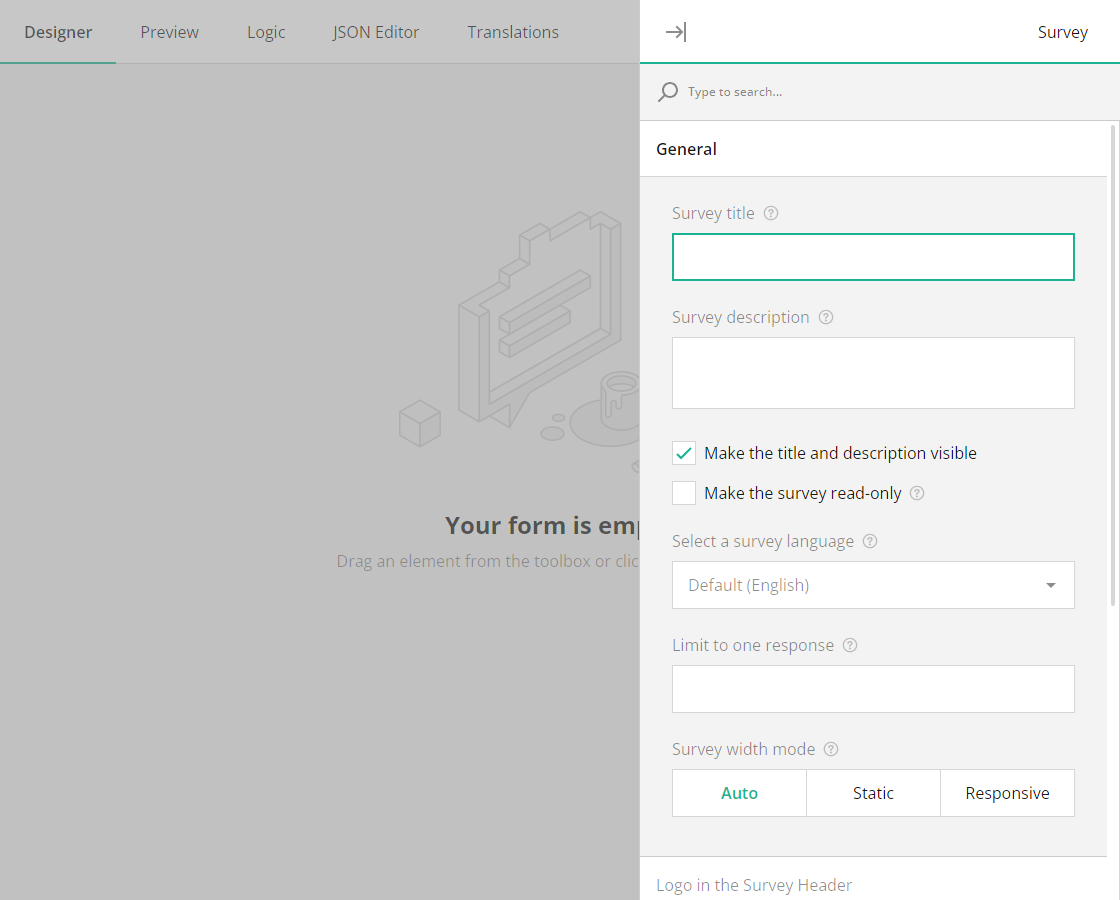 Designer Preview Logic JSON Editor Translations
Survey
Type to search...
General
Survey title
Survey description
Make the title and description visible
Make the survey read-only
Select a survey language
Default (English)
Limit to one response
Survey width mode
Auto Static Responsive
Logo in the Survey Header
Your form is
Drag an element from the toolbox or